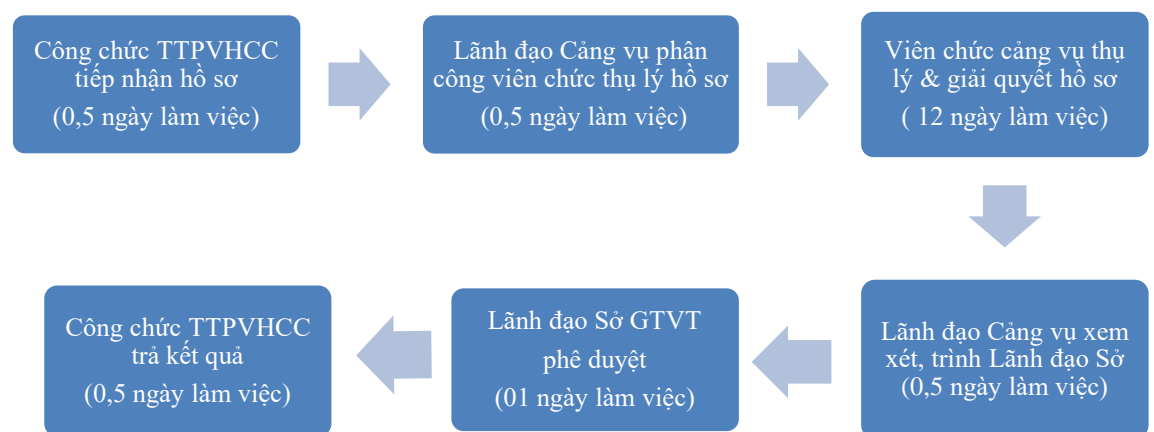 Công chức TTPVHCC
tiếp nhận hồ sơ
(0,5 ngày làm việc)
Lãnh đạo Cảng vụ phân
công viên chức thụ lý hồ sơ
(0,5 ngày làm việc)
Viên chức cảng vụ thụ
lý & giải quyết hồ sơ
( 12 ngày làm việc)
Lãnh đạo Cảng vụ xem
xét, trình Lãnh đạo Sở
(0,5 ngày làm việc)
Lãnh đạo Sở GTVT
phê duyệt
(01 ngày làm việc)
Công chức TTPVHCC
trả kết quả
(0,5 ngày làm việc)